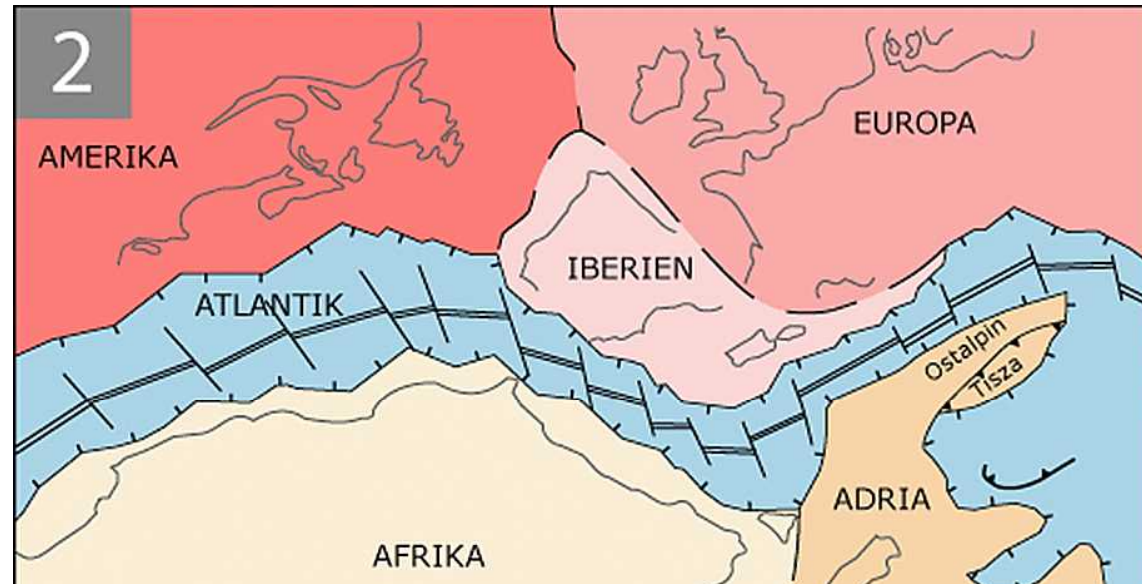 2
AMERIKA
EUROPA
IBERIEN
ATLANTIK
Ostalpin
Tisza
ADRIA
AFRIKA